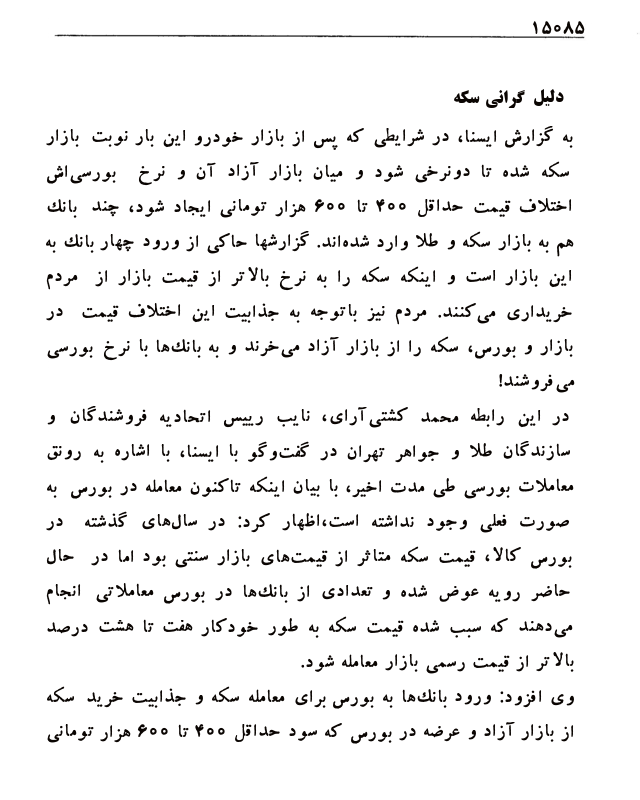 ۱۵۰۸۵
دلیل گرانی سکه
به گزارش ایسنا، در شرایطی که پس از بازار خودرو این بار نوبت بازار
سکه شده تا دونرخی شود و میان بازار آزاد آن و نرخ بورسی‌اش
اختلاف قیمت حداقل ۴۰۰ تا ۶۰۰ هزار تومانی ایجاد شود، چند بانک
هم به بازار سکه و طلا وارد شده‌اند. گزارشها حاکی از ورود چهار بانک به
این بازار است و اینکه سکه را به نرخ بالاتر از قیمت بازار از مردم
خریداری می‌کنند. مردم نیز باتوجه به جذابیت این اختلاف قیمت در
بازار و بورس، سکه را از بازار آزاد می‌خرند و به بانک‌ها با نرخ بورسی
می‌فروشند!
در این رابطه محمد کشتی‌آرای، نایب رییس اتحادیه فروشندگان و
سازندگان طلا و جواهر تهران در گفت‌وگو با ایسنا، با اشاره به رونق
معاملات بورسی طی مدت اخیر، با بیان اینکه تاکنون معامله در بورس به
صورت فعلی وجود نداشته است،اظهار کرد: در سال‌های گذشته در
بورس کالا، قیمت سکه متاثر از قیمت‌های بازار سنتی بود اما در حال
حاضر رویه عوض شده و تعدادی از بانک‌ها در بورس معاملاتی انجام
می‌دهند که سبب شده قیمت سکه به طور خودکار هفت تا هشت درصد
بالاتر از قیمت رسمی بازار معامله شود.
وی افزود: ورود بانک‌ها به بورس برای معامله سکه و جذابیت خرید سکه
از بازار آزاد و عرضه در بورس که سود حداقل ۴۰۰ تا ۶۰۰ هزار تومانی